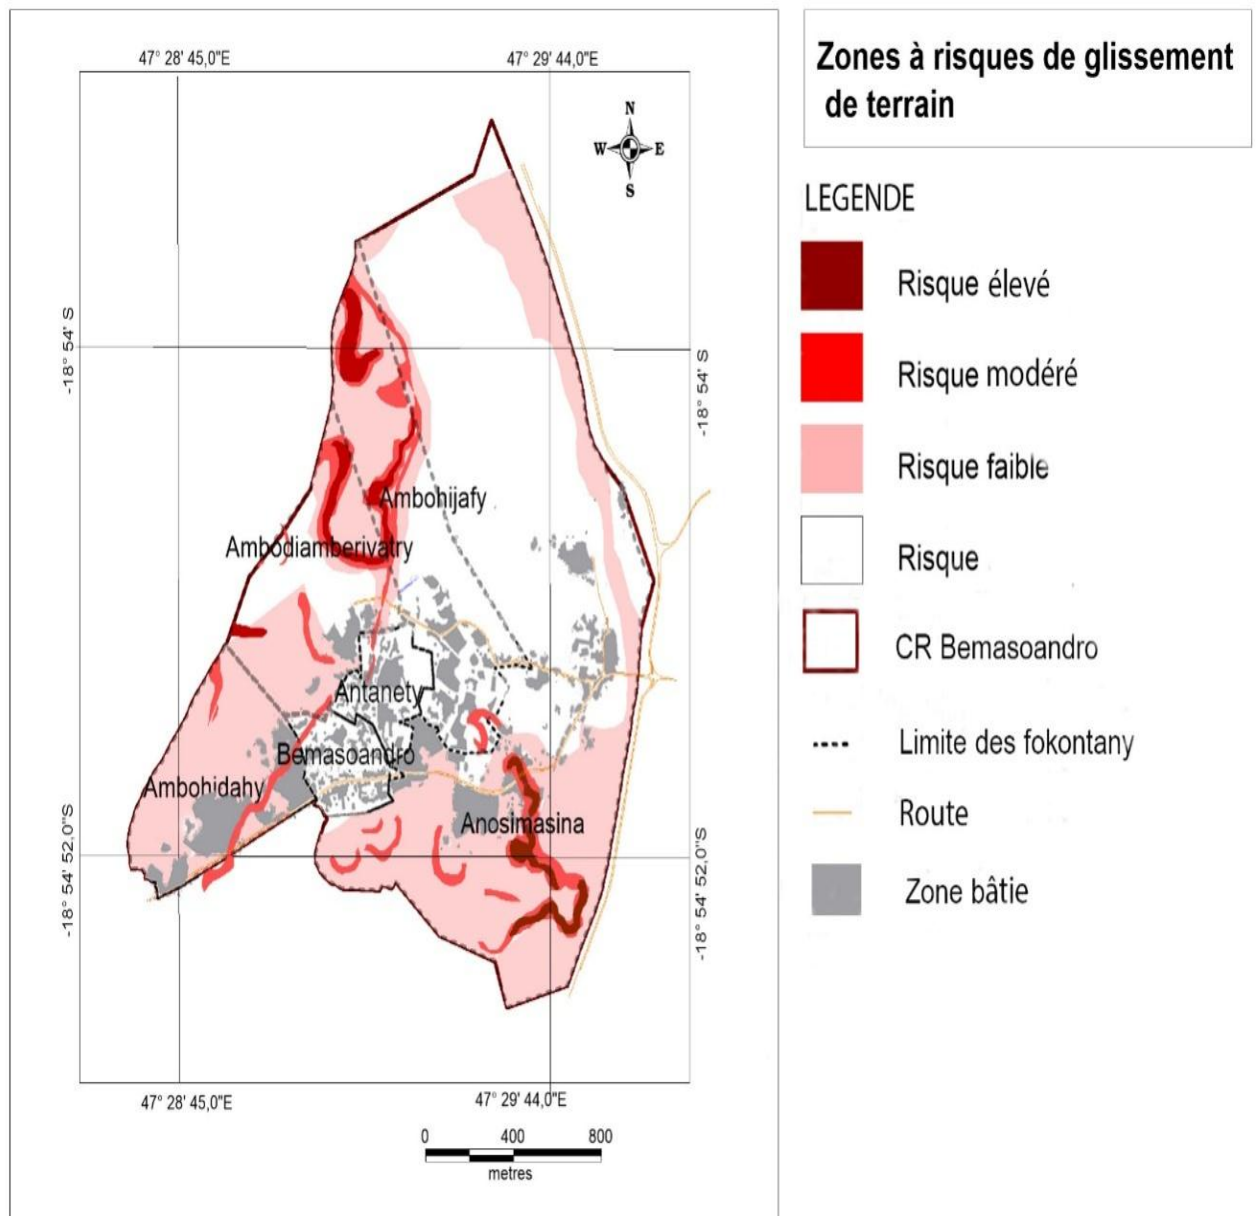 47° 28' 45,0"E
47° 29' 44,0"E
N
W
E
S
-18° 54' S
-18° 54' S
Ambohijafy
Ambodiamberivatry
Antanety
Bemasoandro
Ambohidahy
Anosimasina
-18° 54' 52,0"S
-18° 54' 52,0"S
47° 28' 45,0"E
47° 29' 44,0"E
0 400 800
metres
Zones à risques de glissement
de terrain
LEGENDE
Risque élevé
Risque modéré
Risque faible
Risque
CR Bemasoandro
Limite des fokontany
Route
Zone bâtie